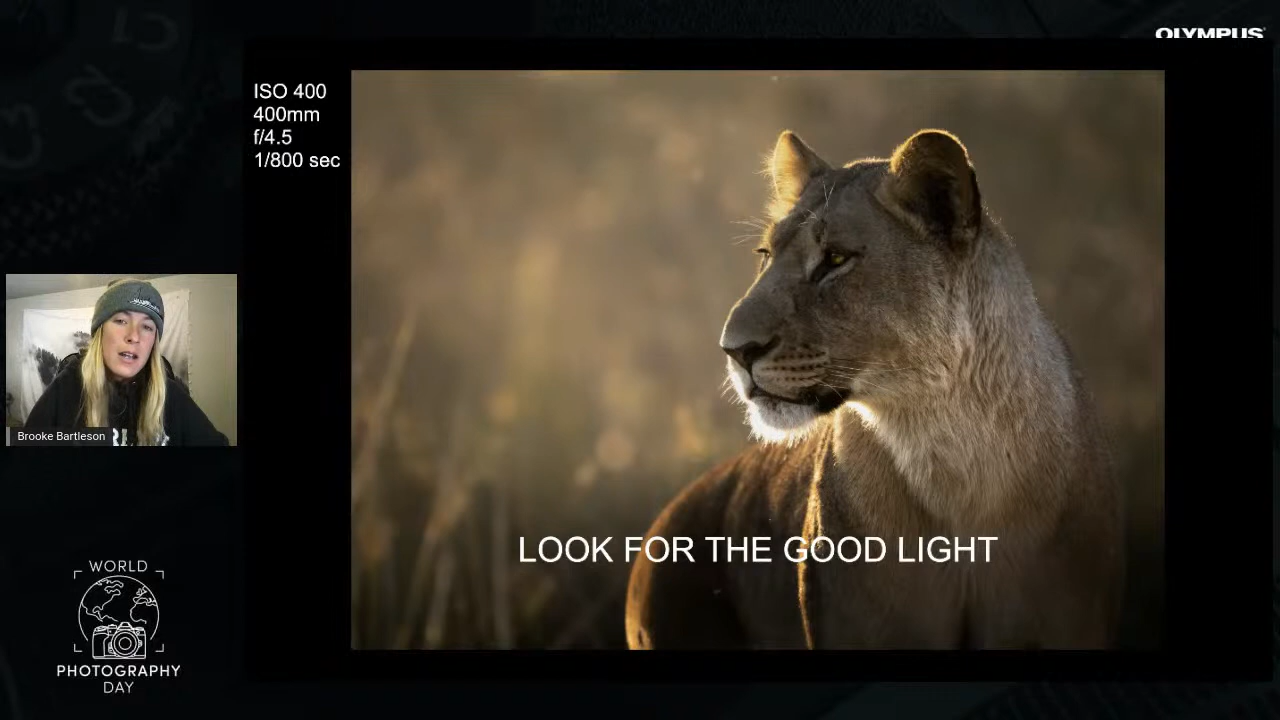 OLYMPUS
ISO 400
400mm
f/4.5
1/800 sec
Brooke Bartleson
LOOK FOR THE GOOD LIGHT
WORLD
PHOTOGRAPHY
DAY